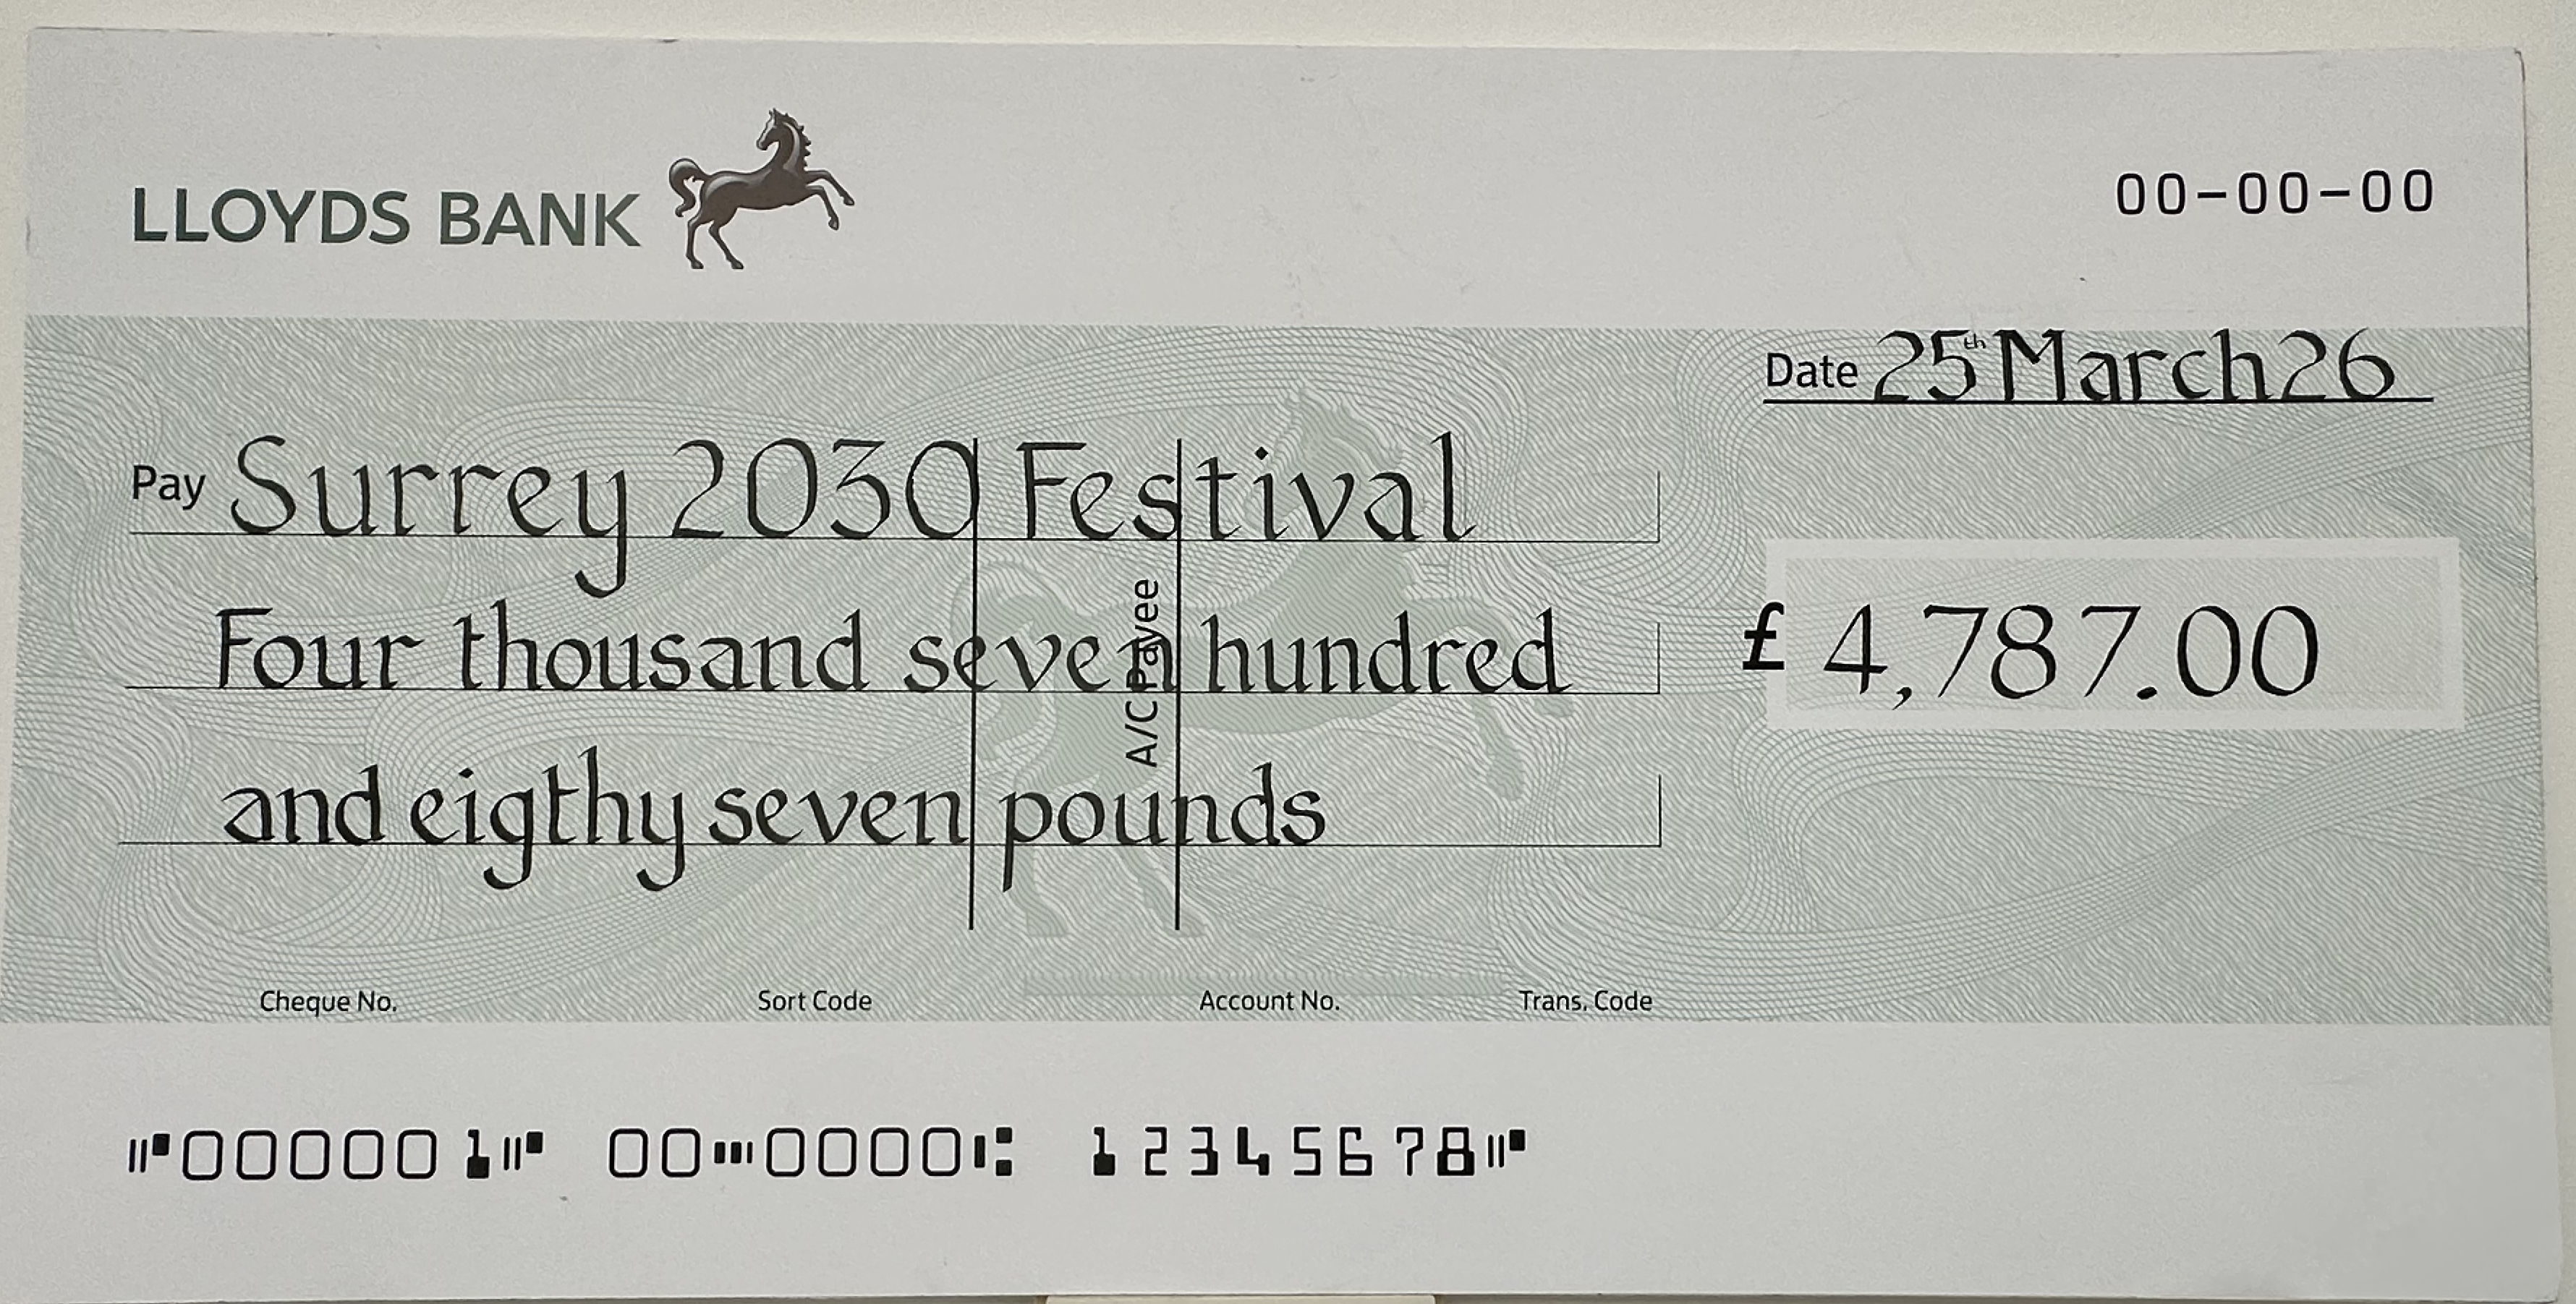 LLOYDS BANK
00-00-00
Date 25th March 26
Pay Surrey 2030 Festival
Four thousand seven hundred
£ 4,787.00
and eigthy seven pounds
A/C Payee
Cheque No. Sort Code Account No. Trans. Code
⑈000001⑈ 00⑉0000⑆ 12345678⑈